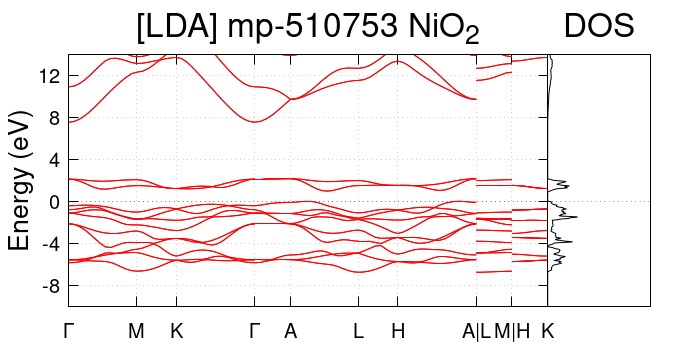 [LDA] mp-510753 NiO2 DOS
Energy (eV)
12
8
4
0
-4
-8
Γ M K Γ A L H A|L M|H K